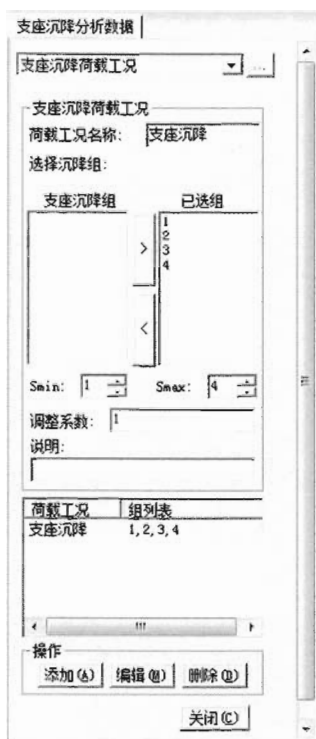 支座沉降分析数据
支座沉降荷载工况
...
支座沉降荷载工况
荷载工况名称: 支座沉降
选择沉降组:
支座沉降组 已选组
1
2
> 3
4
<
Smin: 1 Smax: 4
调整系数: 1
说明:
荷载工况 组列表
支座沉降 1,2,3,4
操作
添加(A) 编辑(M) 删除(D)
关闭(C)